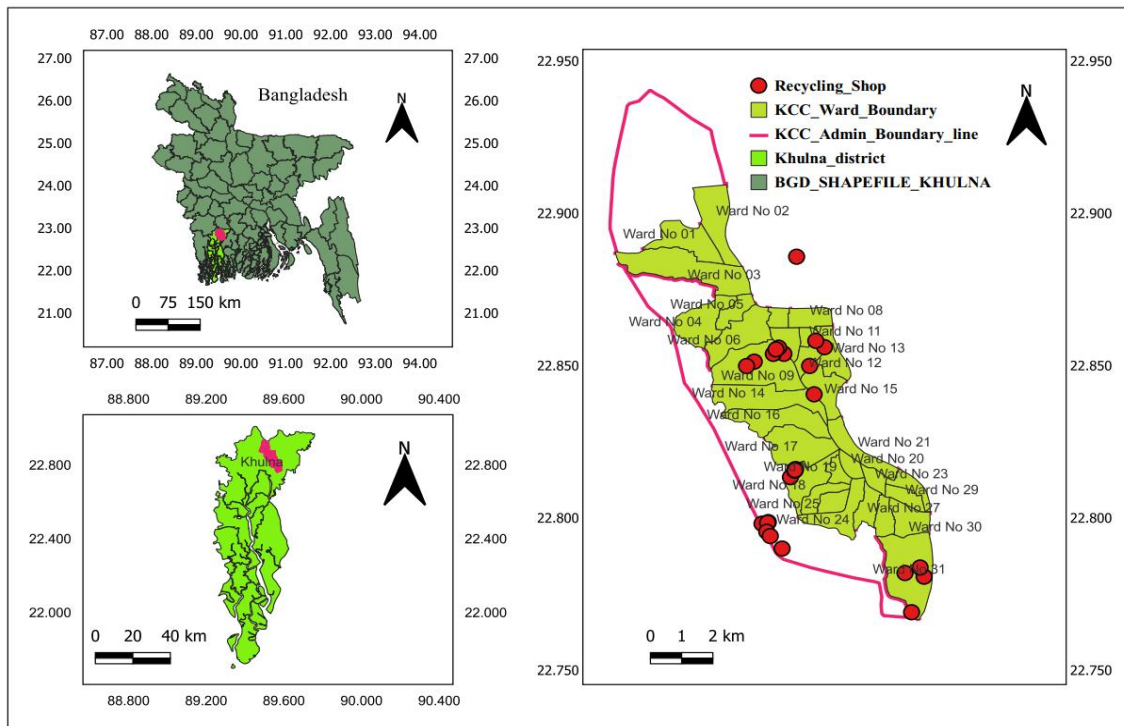 87.00 88.00 89.00 90.00 91.00 92.00 93.00 94.00
27.00 27.00
26.00 26.00
25.00 25.00
24.00 24.00
23.00 23.00
22.00 22.00
21.00 21.00
Bangladesh
N
0 75 150 km
87.00 88.00 89.00 90.00 91.00 92.00 93.00 94.00
88.800 89.200 89.600 90.000 90.400
22.800 22.800
22.400 22.400
22.000 22.000
N
Khulna
0 20 40 km
88.800 89.200 89.600 90.000 90.400
22.950 22.950
22.900 22.900
22.850 22.850
22.800 22.800
22.750 22.750
Recycling_Shop
KCC_Ward_Boundary
KCC_Admin_Boundary_line
Khulna_district
BGD_SHAPEFILE_KHULNA
N
Ward No 02
Ward No 01
Ward No 03
Ward No 05
Ward No 08
Ward No 04
Ward No 11
Ward No 06
Ward No 13
Ward No 12
Ward No 09
Ward No 15
Ward No 14
Ward No 16
Ward No 21
Ward No 17
Ward No 20
Ward No 19
Ward No 23
Ward No 18
Ward No 29
Ward No 25
Ward No 27
Ward No 24
Ward No 30
Ward No 31
0 1 2 km